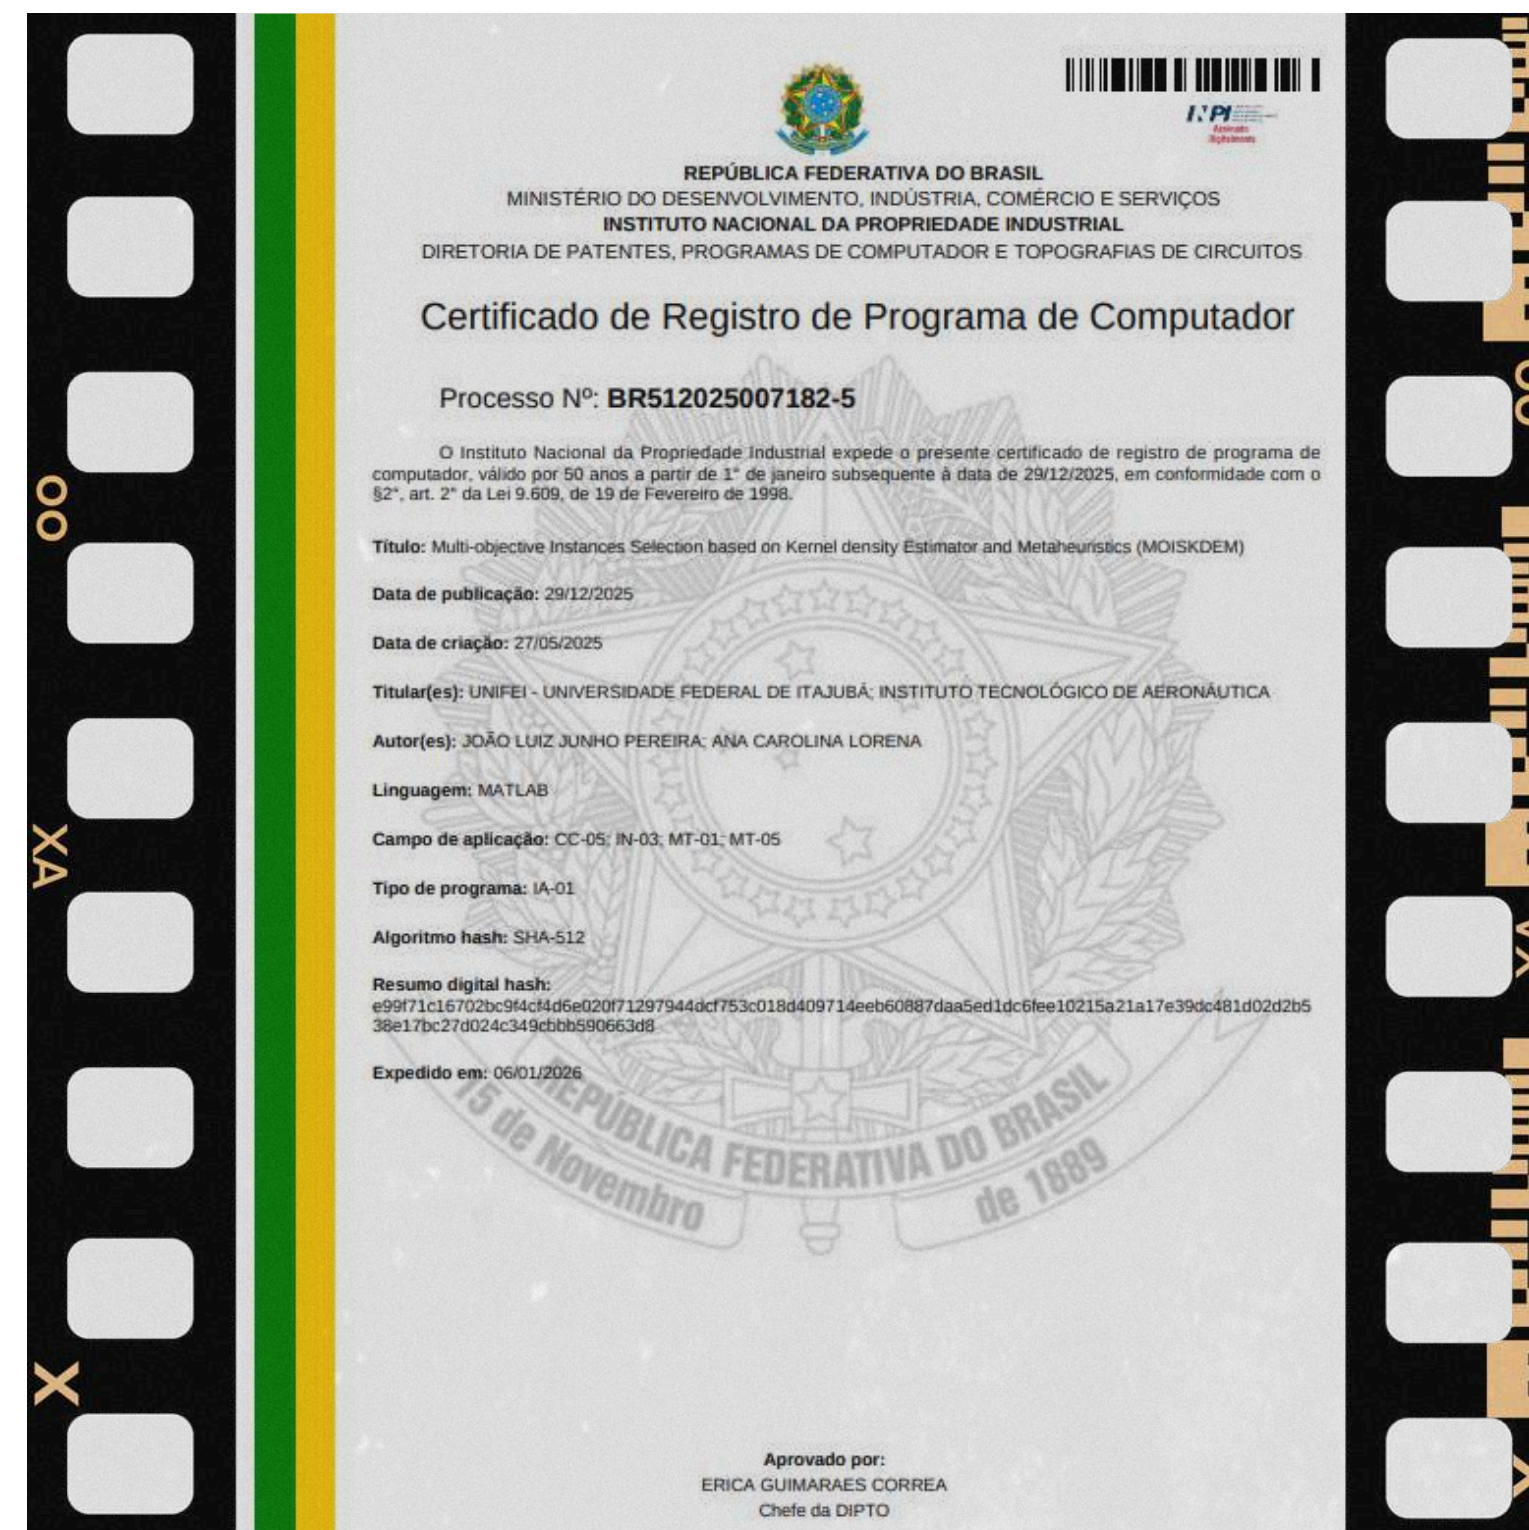 REPÚBLICA FEDERATIVA DO BRASIL
MINISTÉRIO DO DESENVOLVIMENTO, INDÚSTRIA, COMÉRCIO E SERVIÇOS
INSTITUTO NACIONAL DA PROPRIEDADE INDUSTRIAL
DIRETORIA DE PATENTES, PROGRAMAS DE COMPUTADOR E TOPOGRAFIAS DE CIRCUITOS
INPI
Assinado
Digitalmente
Certificado de Registro de Programa de Computador
Processo Nº: BR512025007182-5
O Instituto Nacional da Propriedade Industrial expede o presente certificado de registro de programa de
computador, válido por 50 anos a partir de 1° de janeiro subsequente à data de 29/12/2025, em conformidade com o
§2°, art. 2° da Lei 9.609, de 19 de Fevereiro de 1998.
Título: Multi-objective Instances Selection based on Kernel density Estimator and Metaheuristics (MOISKDEM)
Data de publicação: 29/12/2025
Data de criação: 27/05/2025
Titular(es): UNIFEI - UNIVERSIDADE FEDERAL DE ITAJUBÁ; INSTITUTO TECNOLÓGICO DE AERONÁUTICA
Autor(es): JOÃO LUIZ JUNHO PEREIRA; ANA CAROLINA LORENA
Linguagem: MATLAB
Campo de aplicação: CC-05; IN-03; MT-01; MT-05
Tipo de programa: IA-01
Algoritmo hash: SHA-512
Resumo digital hash:
e99f71c16702bc9f4cf4d6e020f71297944dcf753c018d409714eeb60887daa5ed1dc6fee10215a21a17e39dc481d02d2b5
38e17bc27d024c349cbbb590663d8
Expedido em: 06/01/2026
REPÚBLICA FEDERATIVA DO BRASIL
15 de Novembro
de 1889
Aprovado por:
ERICA GUIMARAES CORREA
Chefe da DIPTO
OO
XA
X